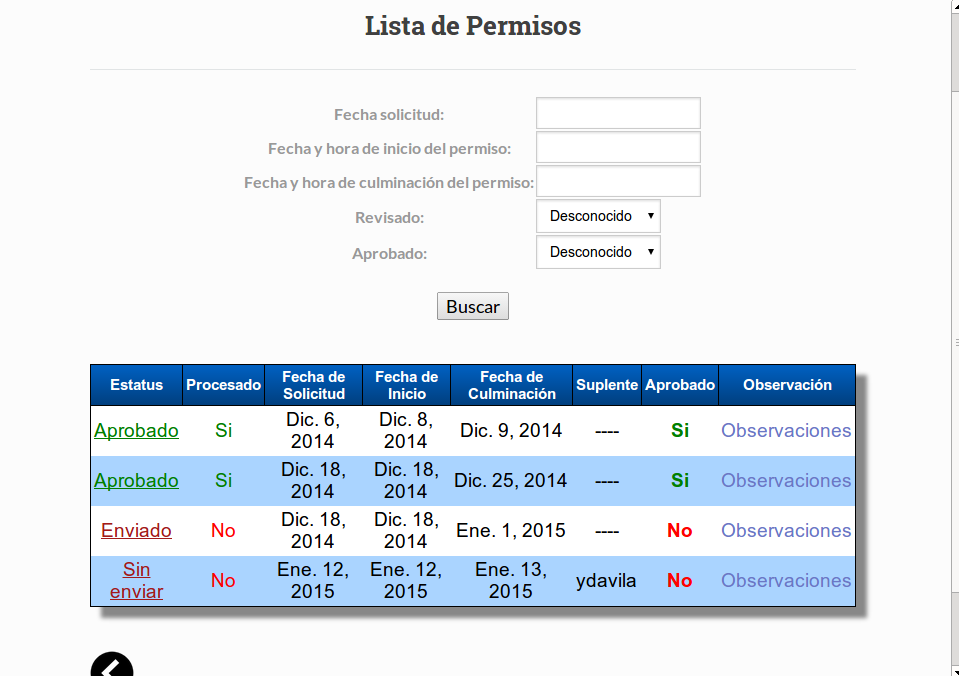 Lista de Permisos
Fecha solicitud:
Fecha y hora de inicio del permiso:
Fecha y hora de culminación del permiso:
Revisado: Desconocido
Aprobado: Desconocido
Buscar
Estatus Procesado Fecha de Solicitud Fecha de Inicio Fecha de Culminación Suplente Aprobado Observación
Aprobado Si Dic. 6, 2014 Dic. 8, 2014 Dic. 9, 2014 ---- Si Observaciones
Aprobado Si Dic. 18, 2014 Dic. 18, 2014 Dic. 25, 2014 ---- Si Observaciones
Enviado No Dic. 18, 2014 Dic. 18, 2014 Ene. 1, 2015 ---- No Observaciones
Sin enviar No Ene. 12, 2015 Ene. 12, 2015 Ene. 13, 2015 ydavila No Observaciones